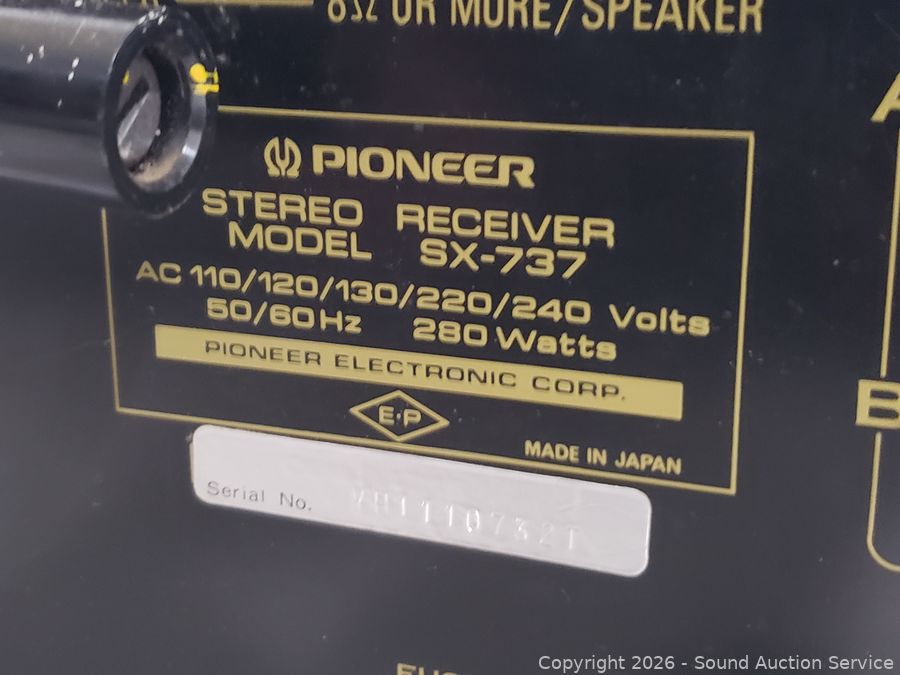 8Ω OR MORE/SPEAKER
PIONEER
STEREO RECEIVER
MODEL SX-737
AC 110/120/130/220/240 Volts
50/60Hz 280 Watts
PIONEER ELECTRONIC CORP.
E·P
MADE IN JAPAN
Serial No.
B
Copyright 2026 - Sound Auction Service